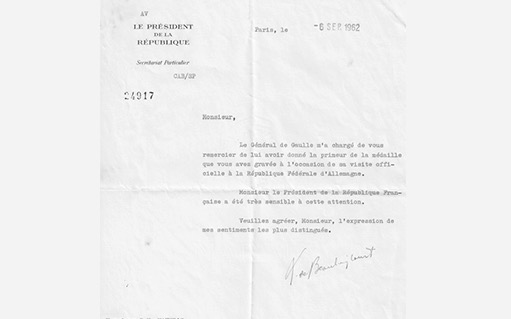 AV
LE PRÉSIDENT
DE LA
RÉPUBLIQUE
Paris, le -6 SEP. 1962
Secrétariat Particulier
CAB/SP
24917
Monsieur,
Le Général de Gaulle m'a chargé de vous
remercier de lui avoir donné la primeur de la médaille
que vous avez gravée à l'occasion de sa visite offi-
cielle à la République Fédérale d'Allemagne.
Monsieur le Président de la République Fran-
çaise a été très sensible à cette attention.
Veuillez agréer, Monsieur, l'expression de
mes sentiments les plus distingués.